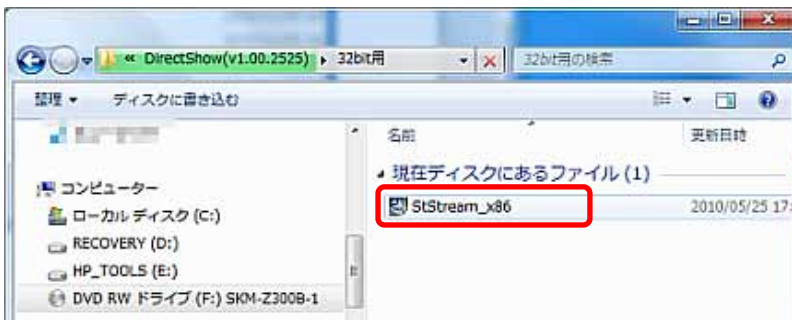 « DirectShow(v1.00.2525) ▸ 32bit用
32bit用の検索
整理 ▾ ディスクに書き込む
名前 更新日時
現在ディスクにあるファイル (1)
コンピューター
StStream_x86 2010/05/25 17:
ローカル ディスク (C:)
RECOVERY (D:)
HP_TOOLS (E:)
DVD RW ドライブ (F:) SKM-Z300B-1